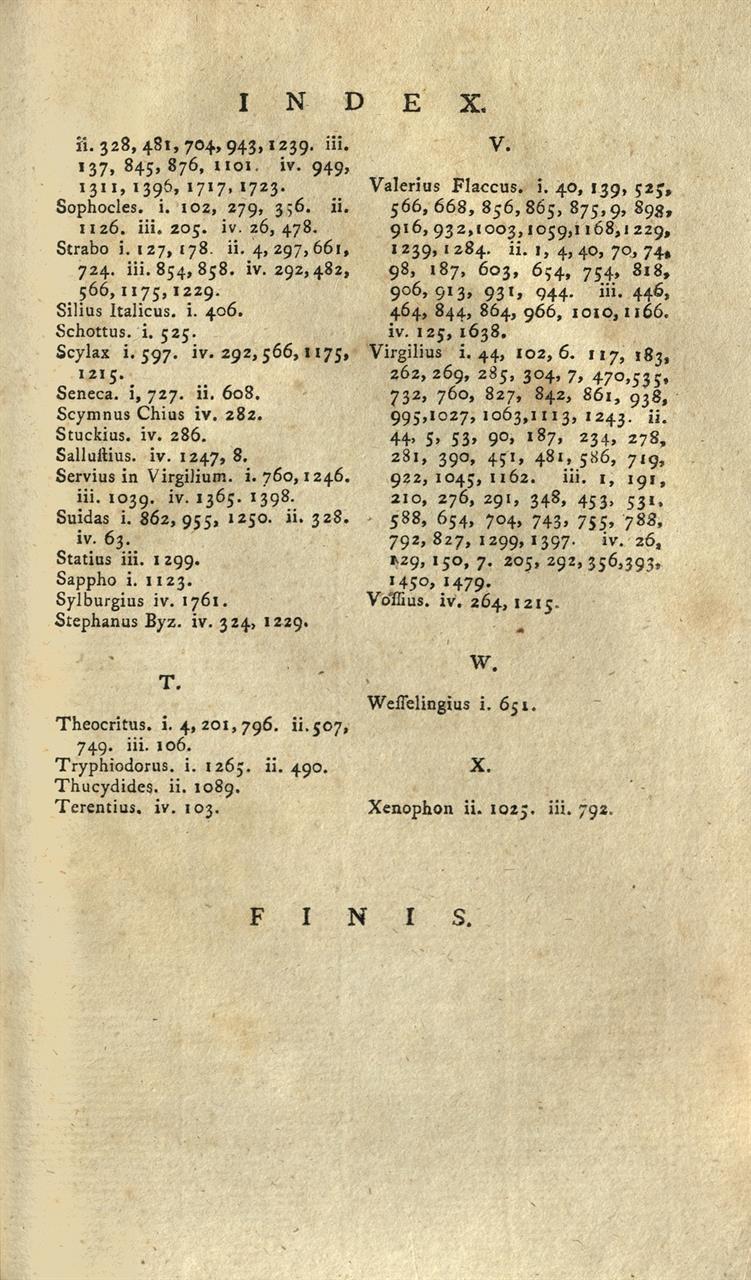 INDEX.
ii. 328, 481, 704, 943, 1239. iii.
137, 845, 876, 1101. iv. 949,
1311, 1396, 1717, 1723.
Sophocles. i. 102, 279, 356. ii.
1126. iii. 205. iv. 26, 478.
Strabo i. 127, 178. ii. 4, 297, 661,
724. iii. 854, 858. iv. 292, 482,
566, 1175, 1229.
Silius Italicus. i. 406.
Schottus. i. 525.
Scylax i. 597. iv. 292, 566, 1175,
1215.
Seneca. i, 727. ii. 608.
Scymnus Chius iv. 282.
Stuckius. iv. 286.
Salluſtius. iv. 1247, 8.
Servius in Virgilium. i. 760, 1246.
iii. 1039. iv. 1365. 1398.
Suidas i. 862, 955, 1250. ii. 328.
iv. 63.
Statius iii. 1299.
Sappho i. 1123.
Sylburgius iv. 1761.
Stephanus Byz. iv. 324, 1229.
T.
Theocritus. i. 4, 201, 796. ii. 507,
749. iii. 106.
Tryphiodorus. i. 1265. ii. 490.
Thucydides. ii. 1089.
Terentius. iv. 103.
V.
Valerius Flaccus. i. 40, 139, 525,
566, 668, 856, 865, 875, 9, 898,
916, 932, 1003, 1059, 1168, 1229,
1239, 1284. ii. 1, 4, 40, 70, 74,
98, 187, 603, 654, 754, 818,
906, 913, 931, 944. iii. 446,
464, 844, 864, 966, 1010, 1166.
iv. 125, 1638.
Virgilius i. 44, 102, 6. 117, 183,
262, 269, 285, 304, 7, 470, 535,
732, 760, 827, 842, 861, 938,
995, 1027, 1063, 1113, 1243. ii.
44, 5, 53, 90, 187, 234, 278,
281, 390, 451, 481, 586, 719,
922, 1045, 1162. iii. 1, 191,
210, 276, 291, 348, 453, 531,
588, 654, 704, 743, 755, 788,
792, 827, 1299, 1397. iv. 26,
129, 150, 7. 205, 292, 356, 393,
1450, 1479.
Voſſius. iv. 264, 1215.
W.
Weſſelingius i. 651.
X.
Xenophon ii. 1025. iii. 792.
FINIS.